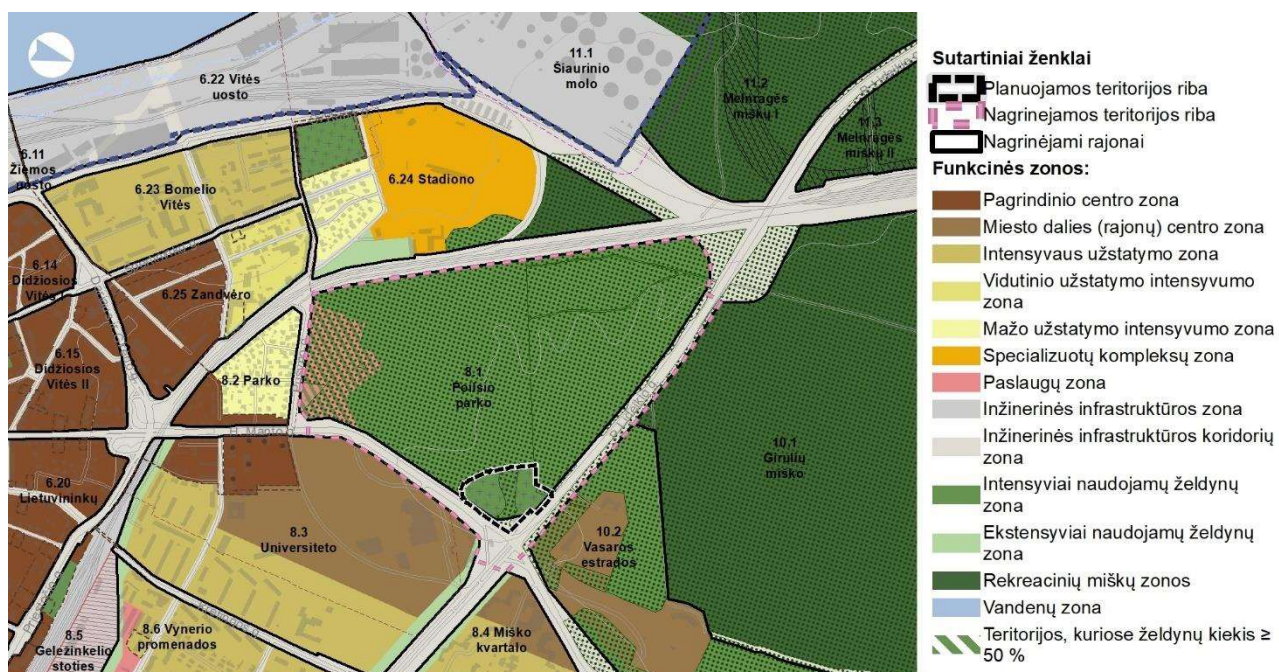 11.1
Šiaurinio
molo
6.22 Vitės
uosto
11.2
Melnragės
miškų I
11.3
Melnragės
miškų II
6.11
Žiemos
uosto
6.23 Bomelio
Vitės
6.24 Stadiono
6.14
Didžiosios
Vitės I
6.25 Zandvėro
6.15
Didžiosios
Vitės II
8.2 Parko
8.1
Poilsio
parko
H. Manto g.
10.1
Girulių
miško
6.20
Lietuvininkų
8.3
Universiteto
10.2
Vasaros
estrados
8.5
Geležinkelio
stoties
8.6 Vynerio
promenados
8.4 Miško
kvartalo
Sutartiniai ženklai
Planuojamos teritorijos riba
Nagrinejamos teritorijos riba
Nagrinėjami rajonai
Funkcinės zonos:
Pagrindinio centro zona
Miesto dalies (rajonų) centro zona
Intensyvaus užstatymo zona
Vidutinio užstatymo intensyvumo
zona
Mažo užstatymo intensyvumo zona
Specializuotų kompleksų zona
Paslaugų zona
Inžinerinės infrastruktūros zona
Inžinerinės infrastruktūros koridorių
zona
Intensyviai naudojamų želdynų
zona
Ekstensyviai naudojamų želdynų
zona
Rekreacinių miškų zonos
Vandenų zona
Teritorijos, kuriose želdynų kiekis ≥
50 %